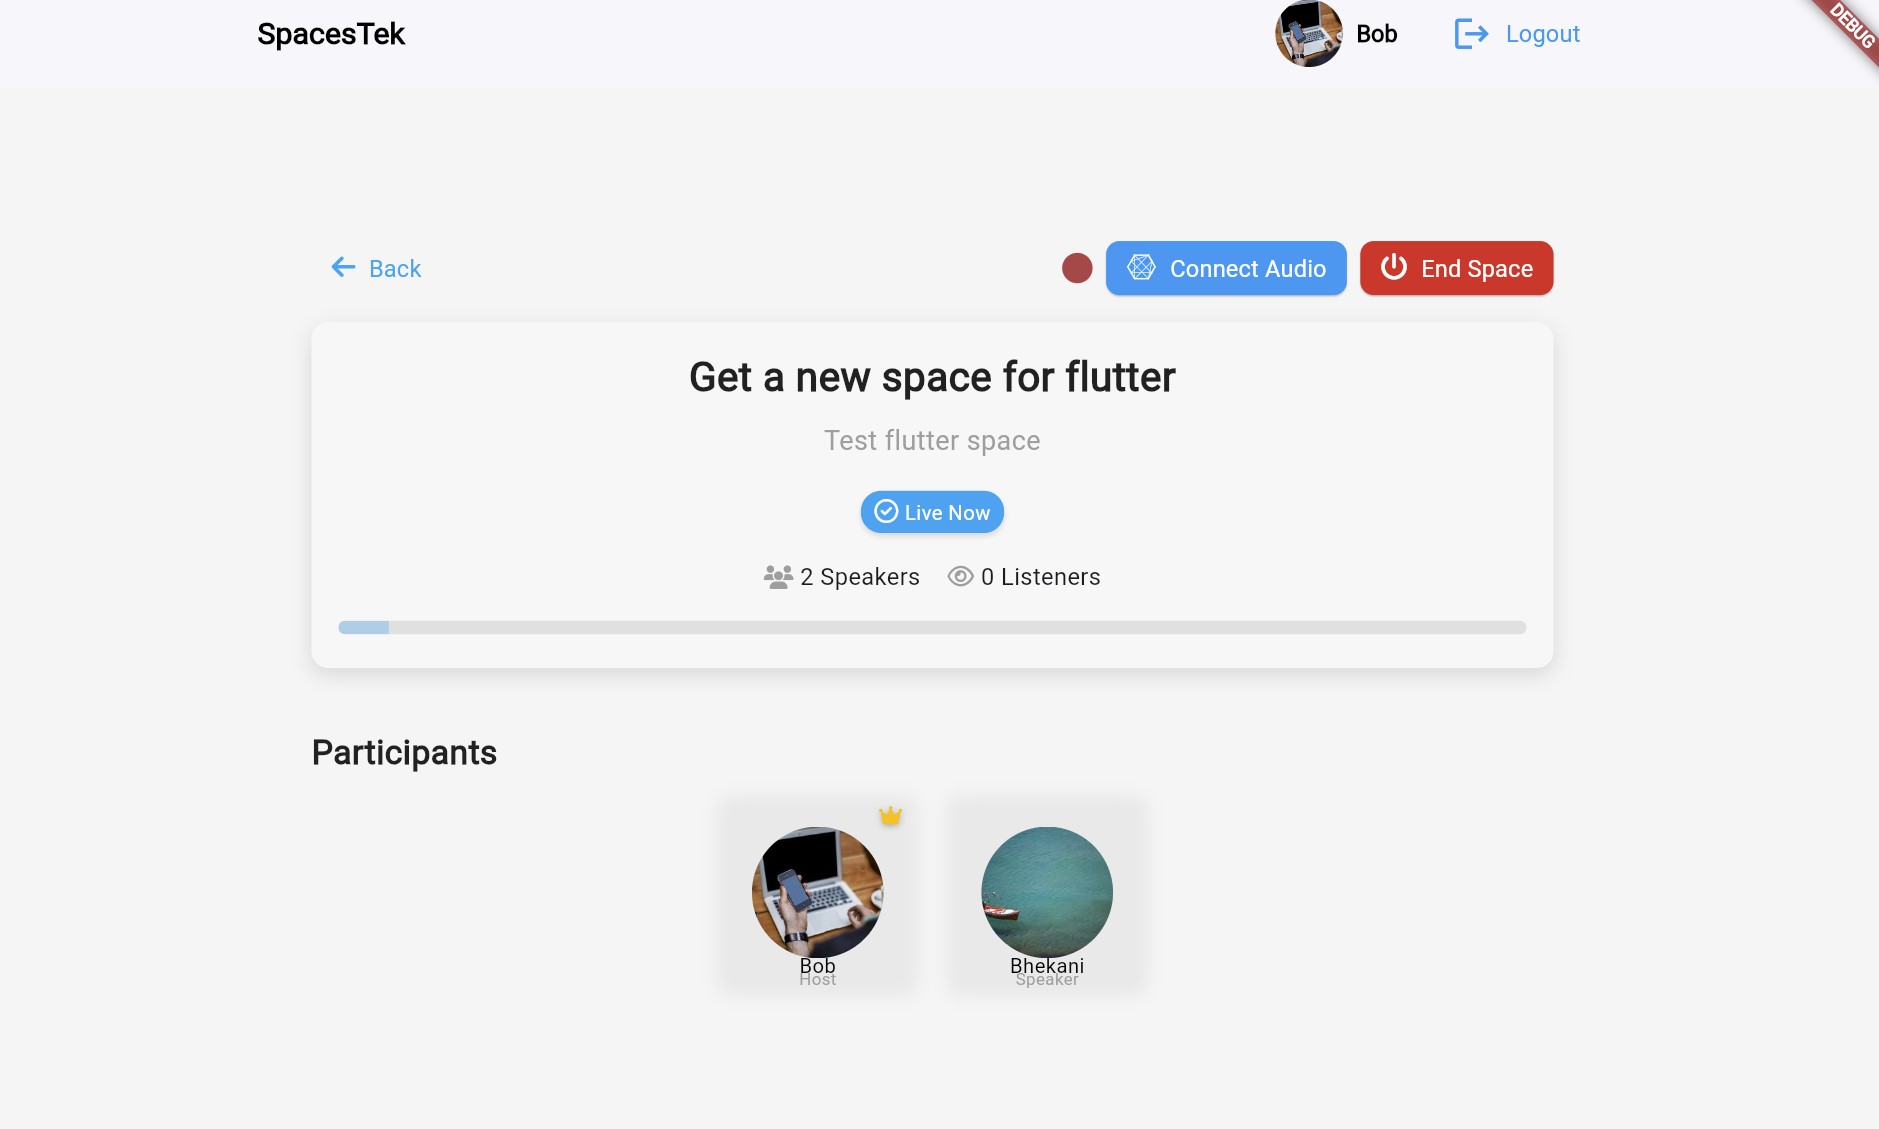 SpacesTek
Bob
Logout
DEBUG
Back
Connect Audio
End Space
Get a new space for flutter
Test flutter space
Live Now
2 Speakers
0 Listeners
Participants
Bob
Host
Bhekani
Speaker